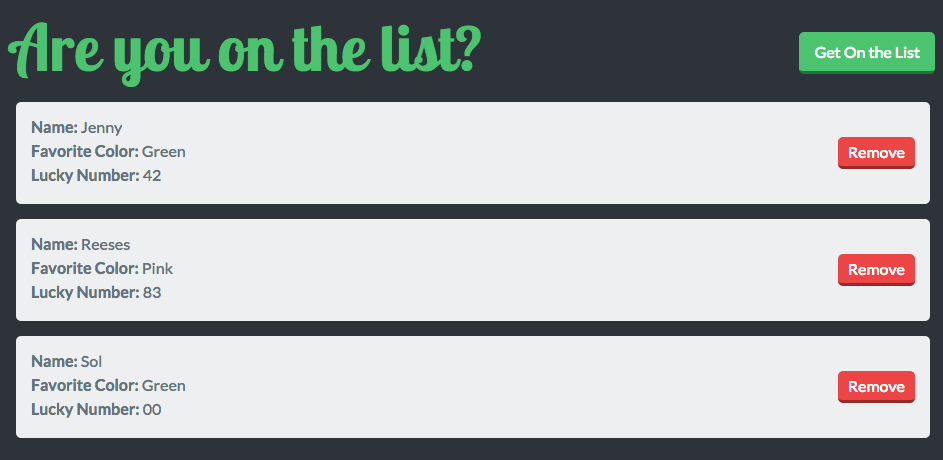 Are you on the list?
Get On the List
Name: Jenny
Favorite Color: Green
Lucky Number: 42
Remove
Name: Reeses
Favorite Color: Pink
Lucky Number: 83
Remove
Name: Sol
Favorite Color: Green
Lucky Number: 00
Remove